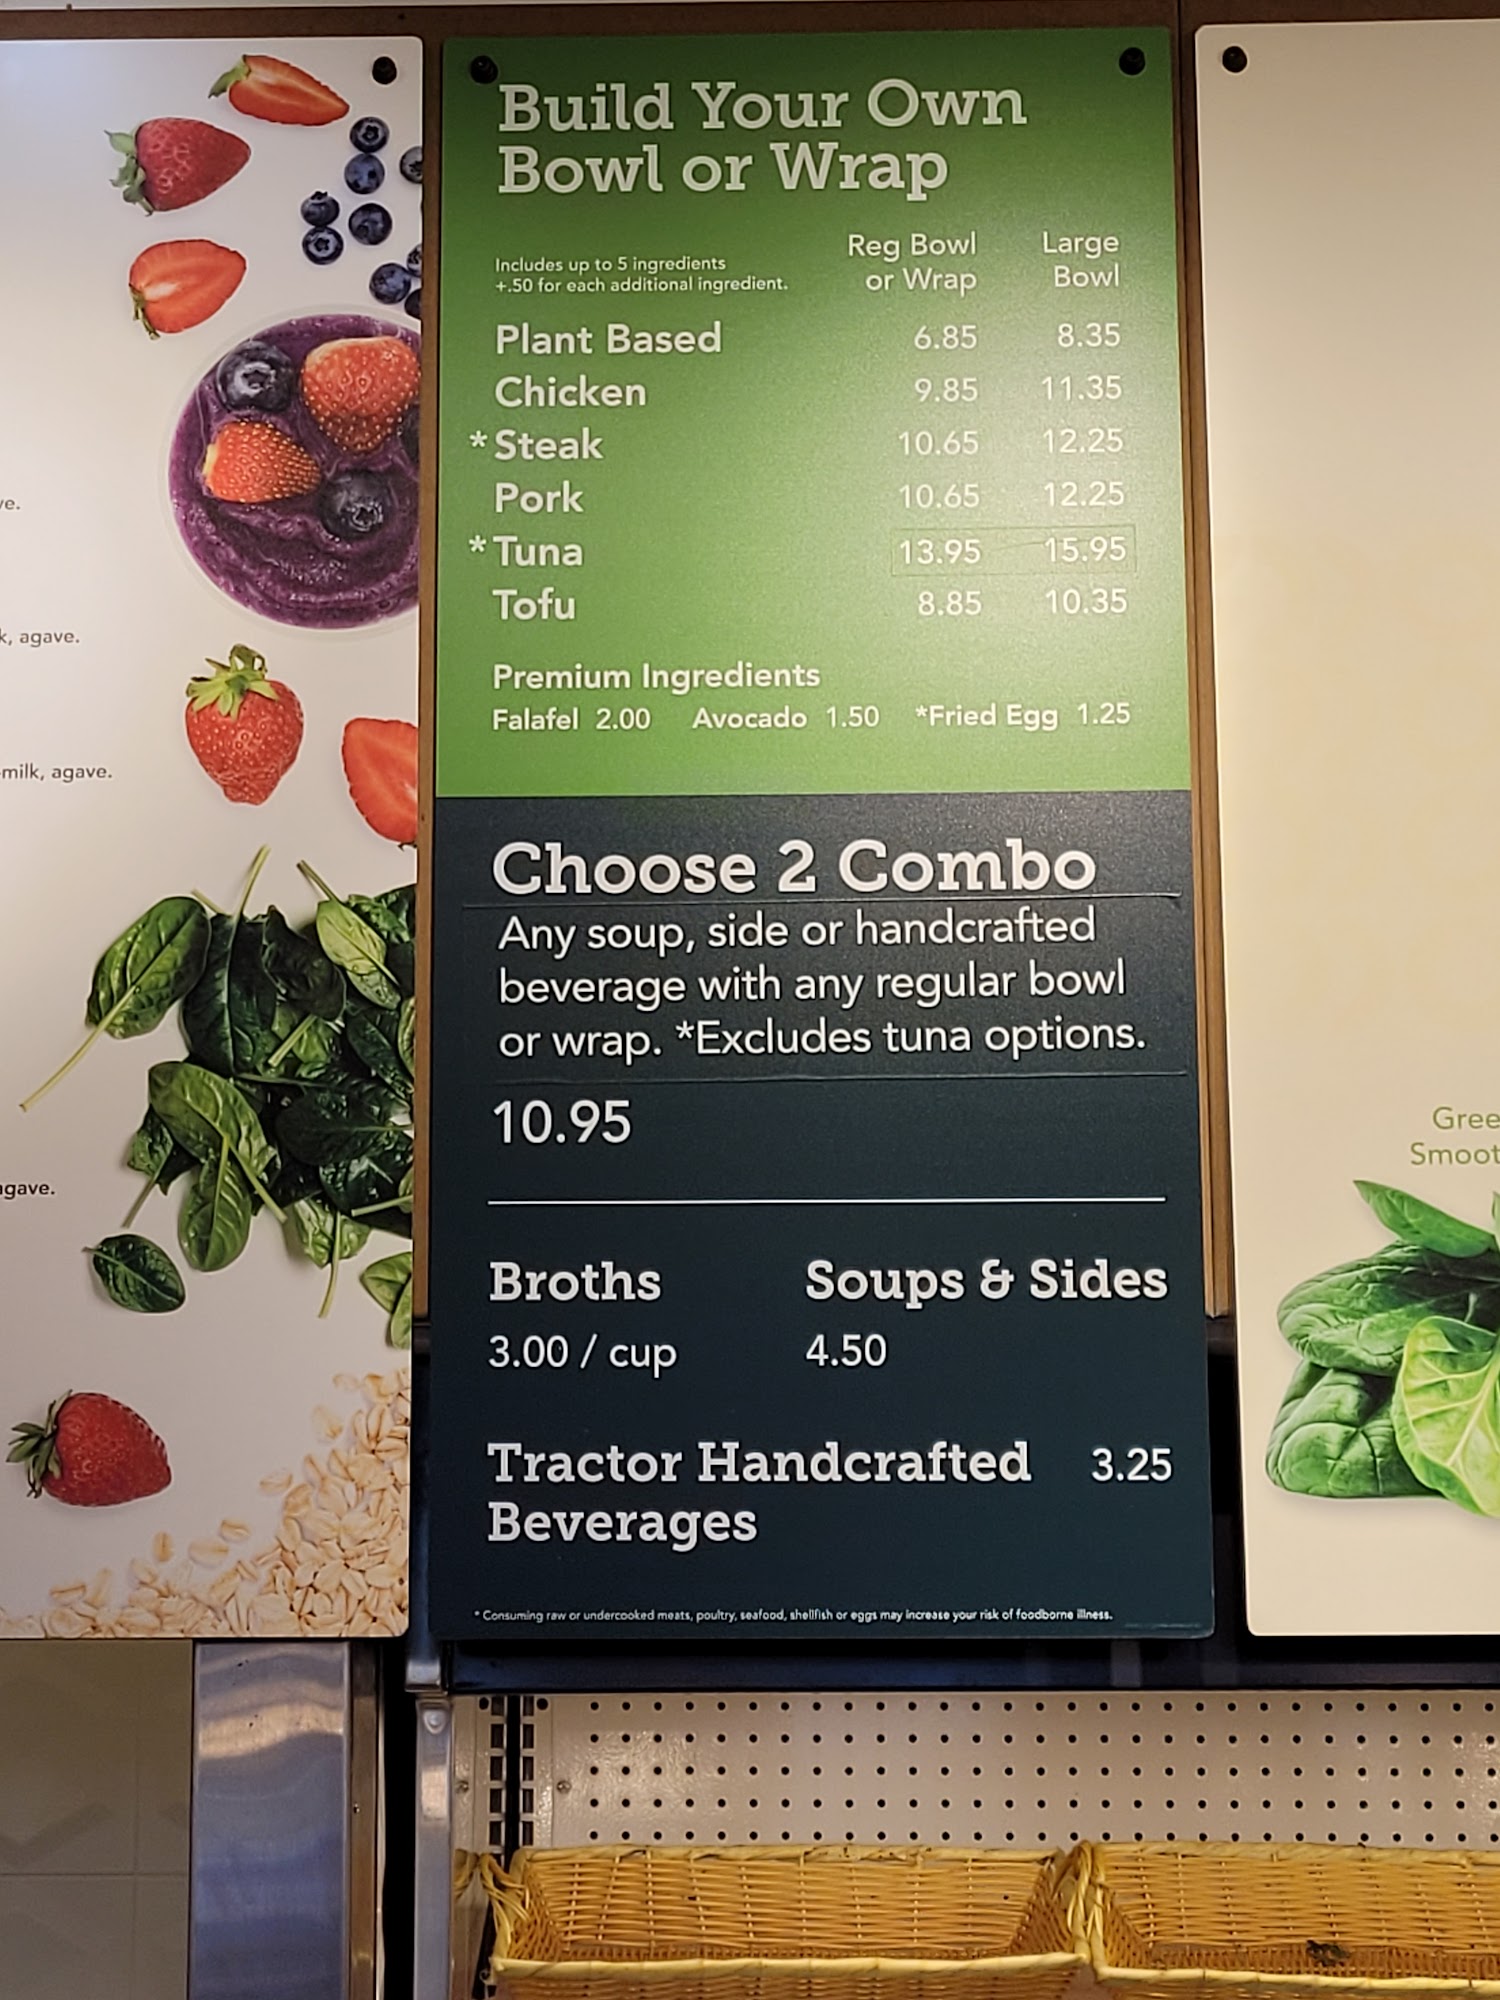 ve.
k, agave.
milk, agave.
agave.
Build Your Own
Bowl or Wrap
Includes up to 5 ingredients
+.50 for each additional ingredient.
Reg Bowl
or Wrap
Large
Bowl
Plant Based 6.85 8.35
Chicken 9.85 11.35
*Steak 10.65 12.25
Pork 10.65 12.25
*Tuna 13.95 15.95
Tofu 8.85 10.35
Premium Ingredients
Falafel 2.00 Avocado 1.50 *Fried Egg 1.25
Choose 2 Combo
Any soup, side or handcrafted
beverage with any regular bowl
or wrap. *Excludes tuna options.
10.95
Broths
3.00 / cup
Soups & Sides
4.50
Tractor Handcrafted 3.25
Beverages
* Consuming raw or undercooked meats, poultry, seafood, shellfish or eggs may increase your risk of foodborne illness.
Gree
Smoot